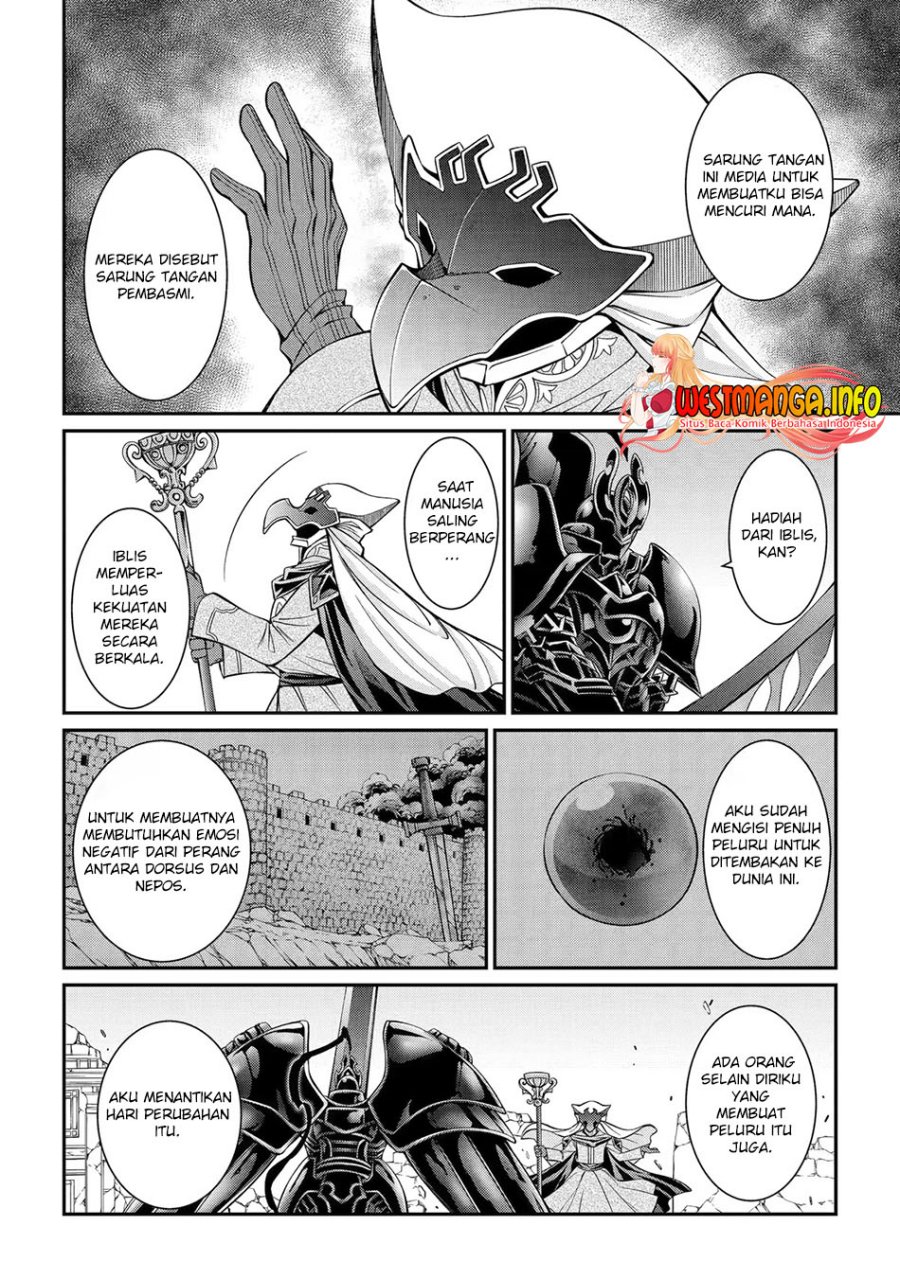 SARUNG TANGAN
INI MEDIA UNTUK
MEMBUATKU BISA
MENCURI MANA.
MEREKA DISEBUT
SARUNG TANGAN
PEMBASMI.
WESTMANGA.INFO
Situs Baca Komik Berbahasa Indonesia
HADIAH
DARI IBLIS,
KAN?
SAAT
MANUSIA
SALING
BERPERANG
...
IBLIS
MEMPER-
LUAS
KEKUATAN
MEREKA
SECARA
BERKALA.
AKU SUDAH
MENGISI PENUH
PELURU UNTUK
DITEMBAKAN KE
DUNIA INI.
UNTUK MEMBUATNYA
MEMBUTUHKAN EMOSI
NEGATIF DARI PERANG
ANTARA DORSUS DAN
NEPOS.
ADA ORANG
SELAIN DIRIKU
YANG
MEMBUAT
PELURU ITU
JUGA.
AKU MENANTIKAN
HARI PERUBAHAN
ITU.